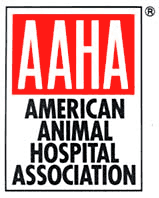 AAHA ®
AMERICAN
ANIMAL
HOSPITAL
ASSOCIATION